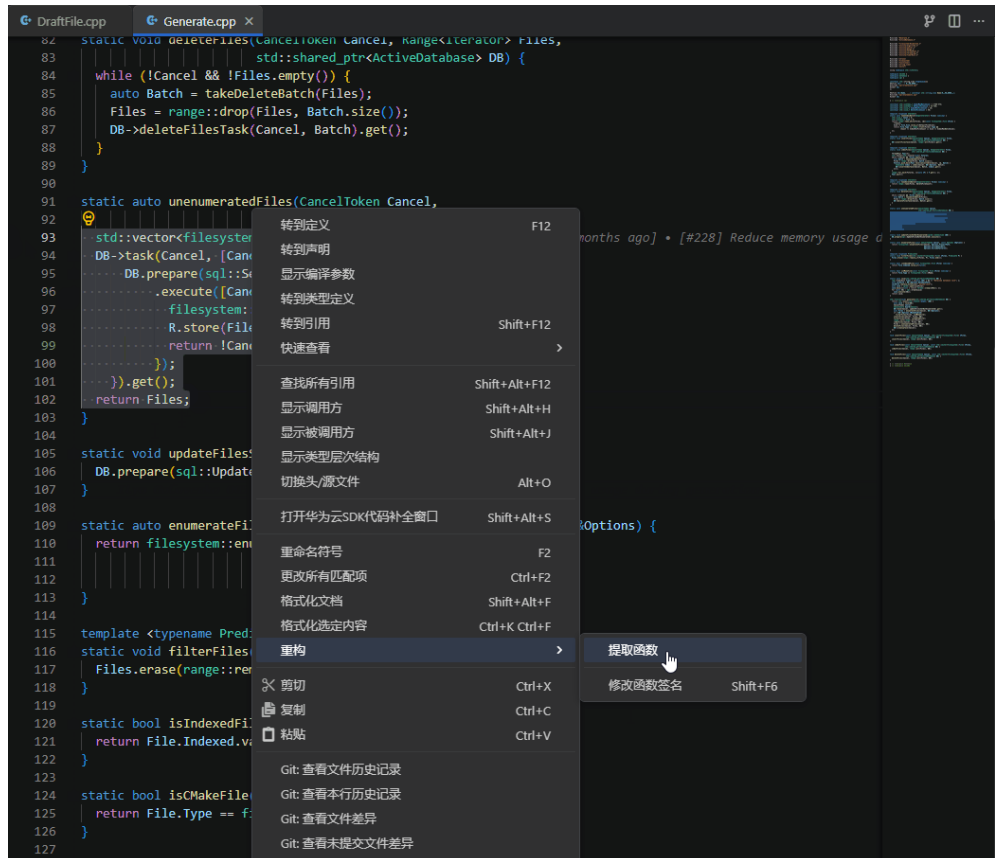 DraftFile.cpp
Generate.cpp
82 static void deleteFiles(CancelToken Cancel, Range<Iterator> Files,
83 std::shared_ptr<ActiveDatabase> DB) {
84 while (!Cancel && !Files.empty()) {
85 auto Batch = takeDeleteBatch(Files);
86 Files = range::drop(Files, Batch.size());
87 DB->deleteFilesTask(Cancel, Batch).get();
88 }
89 }
90
91 static auto unenumeratedFiles(CancelToken Cancel,
92
93 std::vector<filesystem months ago] • [#228] Reduce memory usage
94 DB->task(Cancel, [Can
95 DB.prepare(sql::Se
96 .execute([Can
97 filesystem:
98 R.store(File
99 return !Canc
100 });
101 }).get();
102 return Files;
103 }
104
105 static void updateFiles
106 DB.prepare(sql::Update
107 }
108
109 static auto enumerateFil &Options) {
110 return filesystem::enu
111
112
113 }
114
115 template <typename Predi
116 static void filterFiles(
117 Files.erase(range::rem
118 }
119
120 static bool isIndexedFil
121 return File.Indexed.va
122 }
123
124 static bool isCMakeFile(
125 return File.Type == fi
126 }
127
转到定义 F12
转到声明
显示编译参数
转到类型定义
转到引用 Shift+F12
快速查看
查找所有引用 Shift+Alt+F12
显示调用方 Shift+Alt+H
显示被调用方 Shift+Alt+J
显示类型层次结构
切换头/源文件 Alt+O
打开华为云SDK代码补全窗口 Shift+Alt+S
重命名符号 F2
更改所有匹配项 Ctrl+F2
格式化文档 Shift+Alt+F
格式化选定内容 Ctrl+K Ctrl+F
重构
剪切 Ctrl+X
复制 Ctrl+C
粘贴 Ctrl+V
Git: 查看文件历史记录
Git: 查看本行历史记录
Git: 查看文件差异
Git: 查看未提交文件差异
提取函数
修改函数签名 Shift+F6